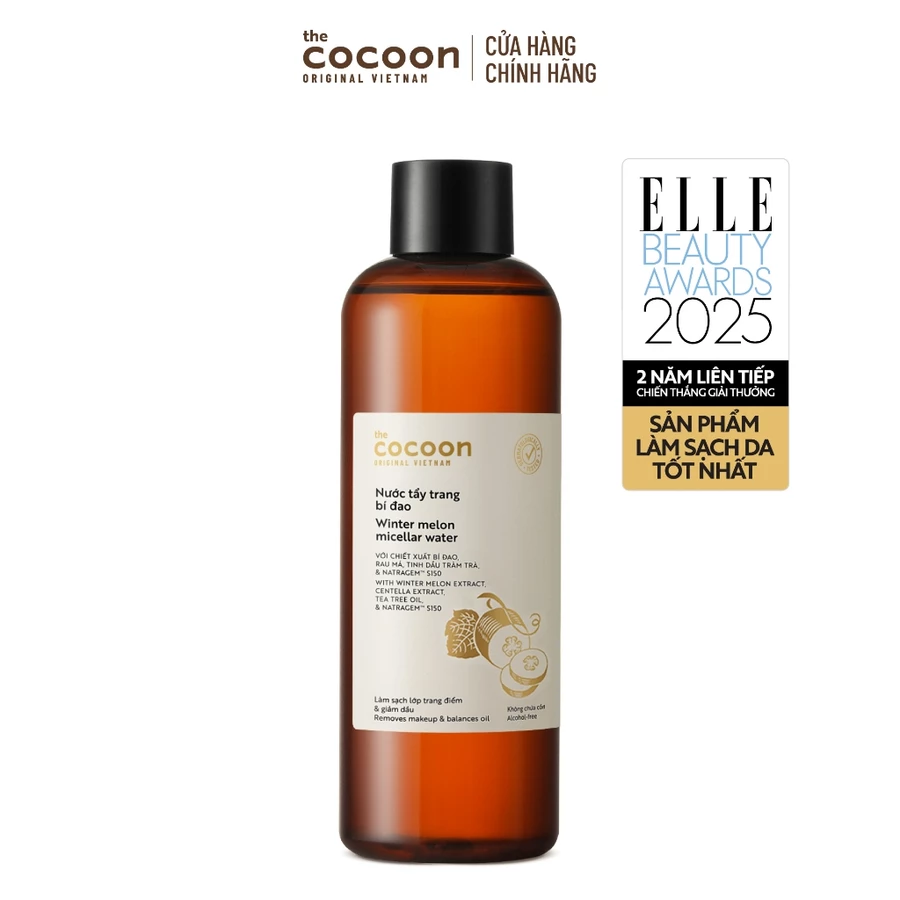 the
cocoon
ORIGINAL VIETNAM
CỬA HÀNG
CHÍNH HÃNG
ELLE
BEAUTY
AWARDS
2025
2 NĂM LIÊN TIẾP
CHIẾN THẮNG GIẢI THƯỞNG
SẢN PHẨM
LÀM SẠCH DA
TỐT NHẤT
the
cocoon
ORIGINAL VIETNAM
Nước tẩy trang
bí đao
Winter melon
micellar water
VỚI CHIẾT XUẤT BÍ ĐAO,
RAU MÁ, TINH DẦU TRÀM TRÀ,
& NATRAGEM™ S150
WITH WINTER MELON EXTRACT,
CENTELLA EXTRACT,
TEA TREE OIL,
& NATRAGEM™ S150
Làm sạch lớp trang điểm
& giảm dầu
Removes makeup & balances oil
Không chứa cồn
Alcohol-free